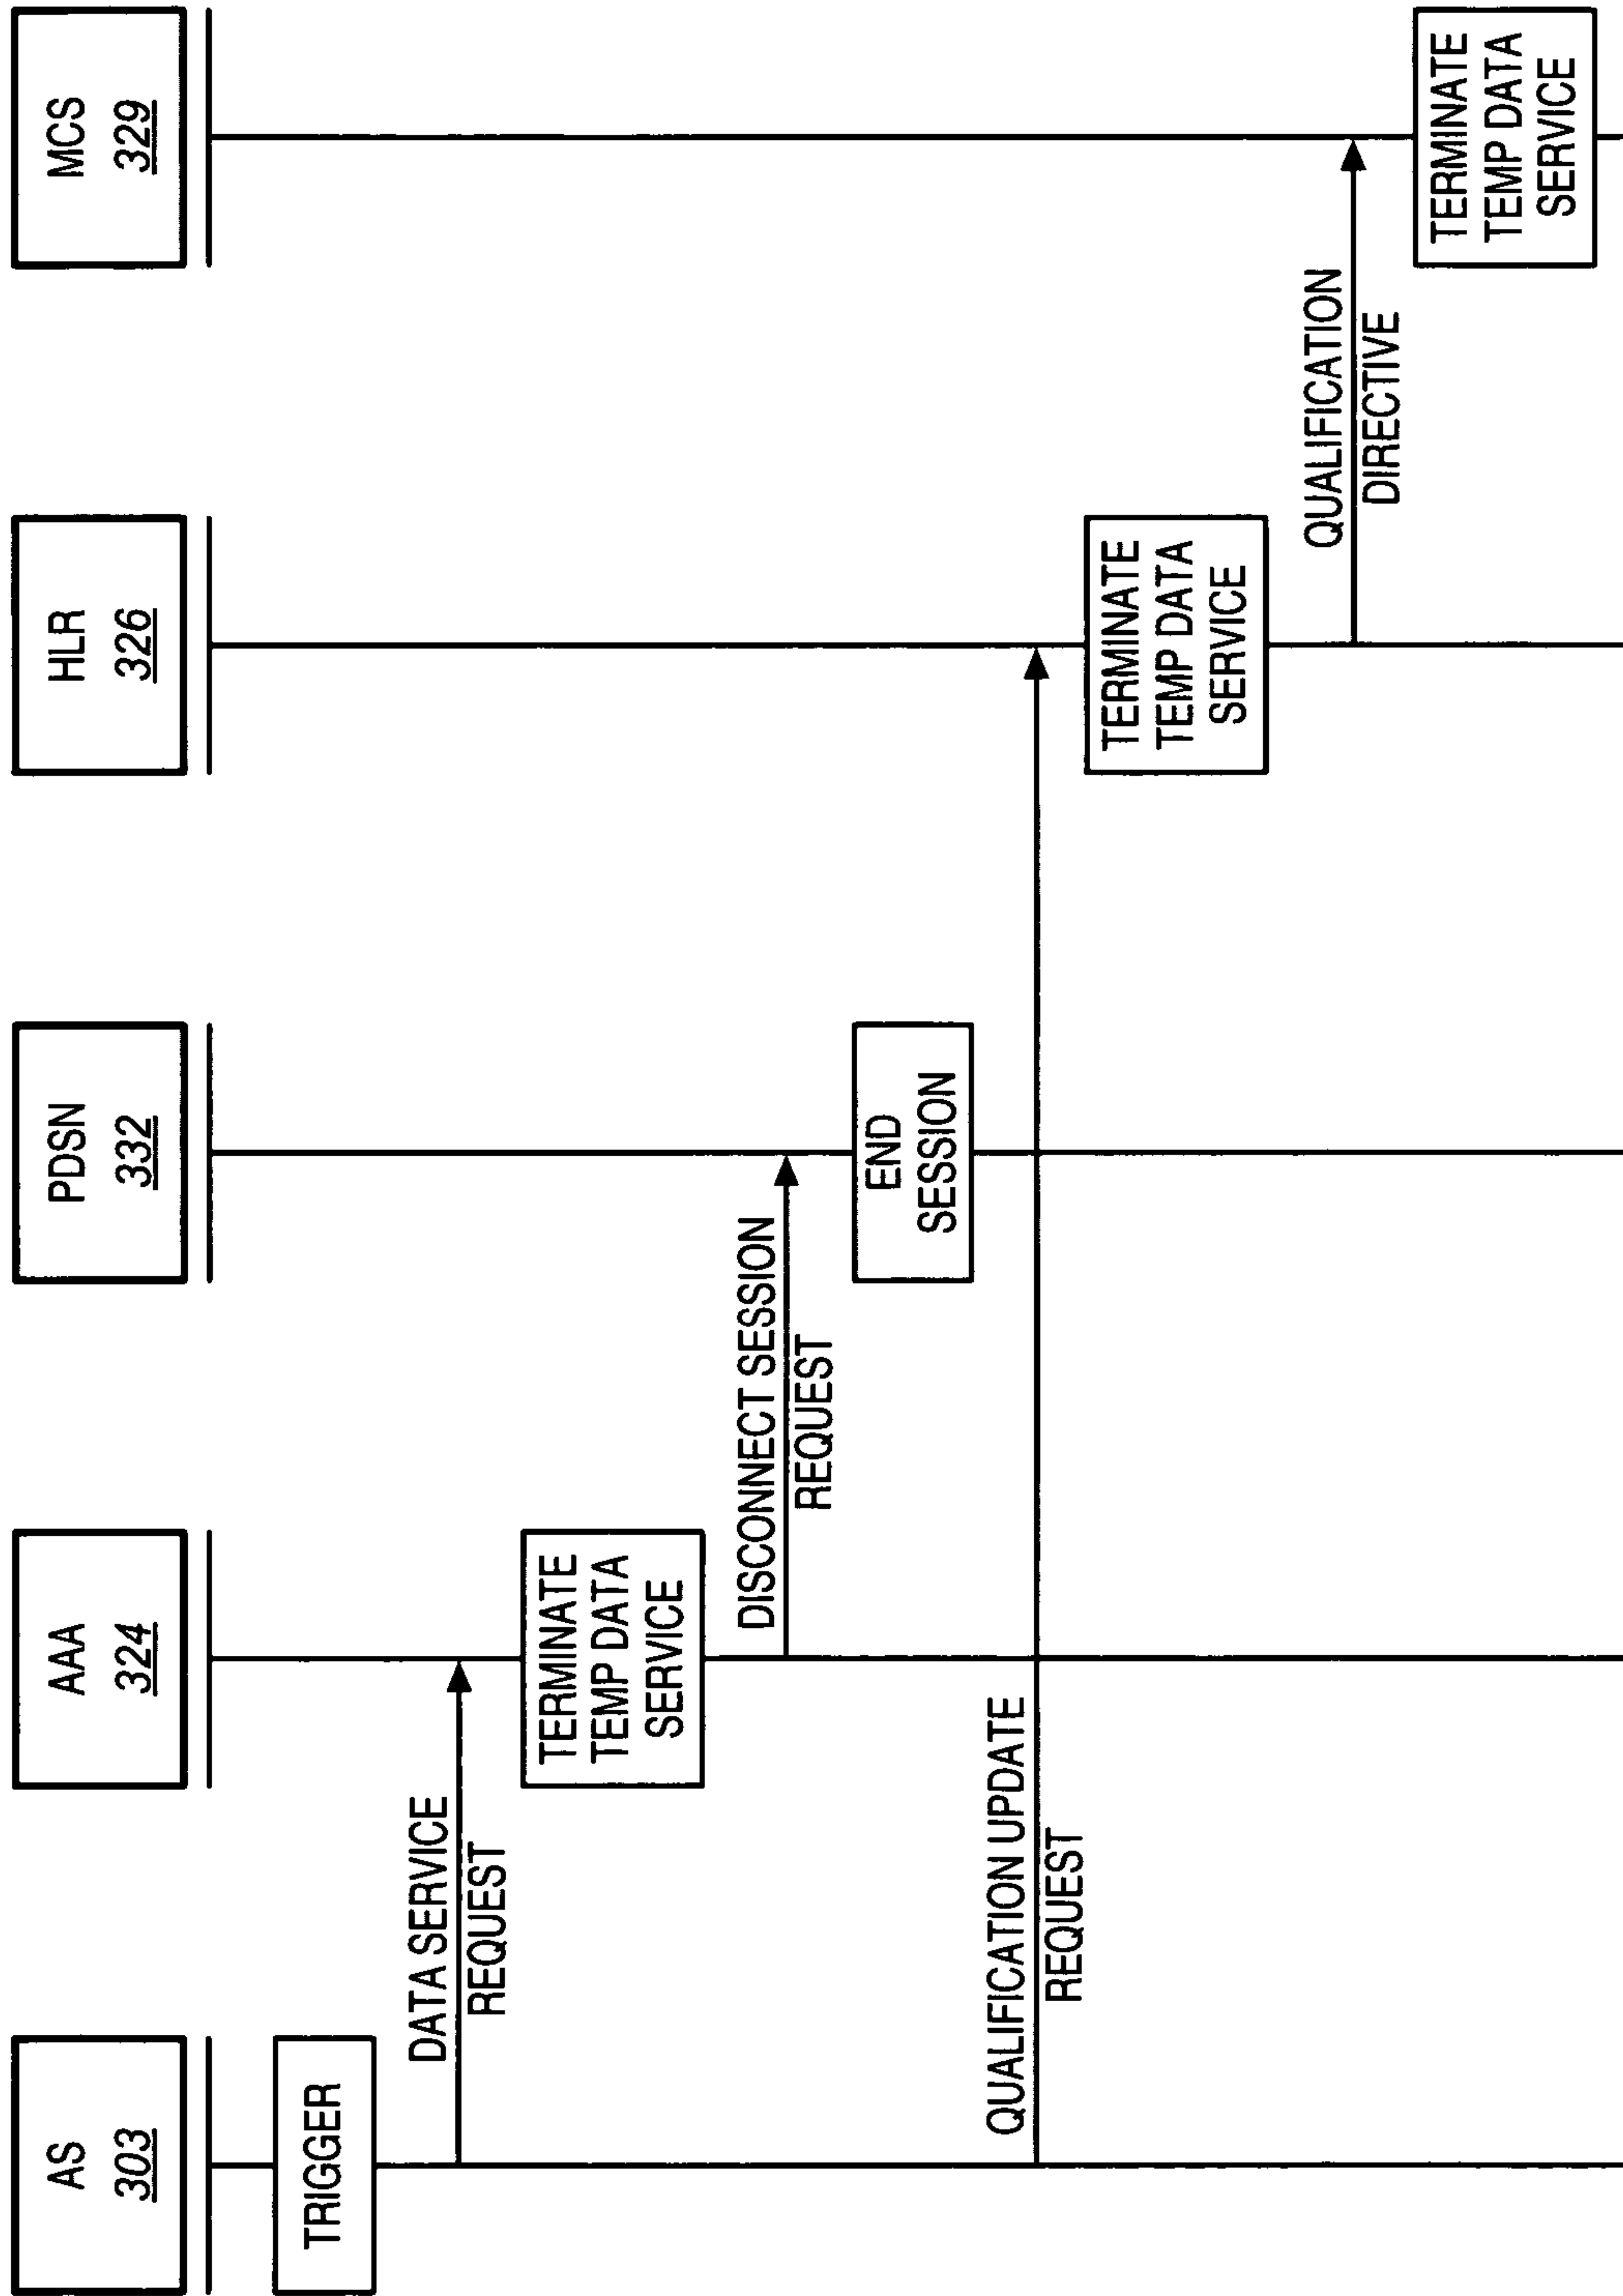 AS
303
AAA
324
PDSN
332
HLR
326
MCS
329
TRIGGER
DATA SERVICE
REQUEST
TERMINATE
TEMP DATA
SERVICE
DISCONNECT SESSION
REQUEST
END
SESSION
QUALIFICATION UPDATE
REQUEST
TERMINATE
TEMP DATA
SERVICE
QUALIFICATION
DIRECTIVE
TERMINATE
TEMP DATA
SERVICE